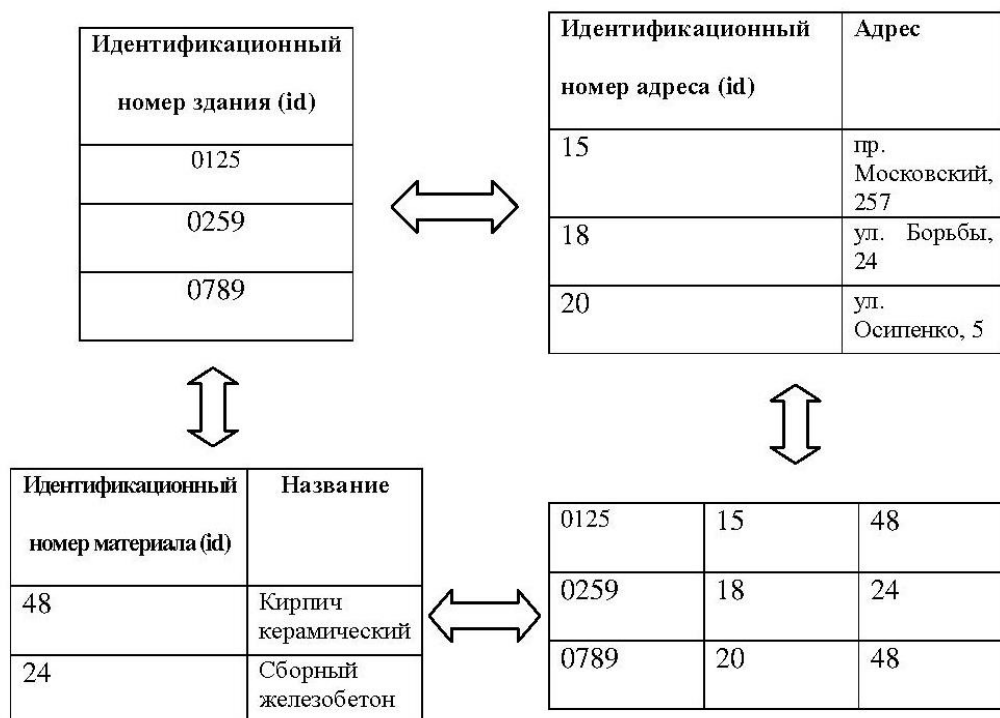 Идентификационный
номер здания (id)
0125
0259
0789
Идентификационный
номер адреса (id)
Адрес
15
пр.
Московский,
257
18
ул. Борьбы,
24
20
ул.
Осипенко, 5
Идентификационный
номер материала (id)
Название
48
Кирпич
керамический
24
Сборный
железобетон
0125 15 48
0259 18 24
0789 20 48